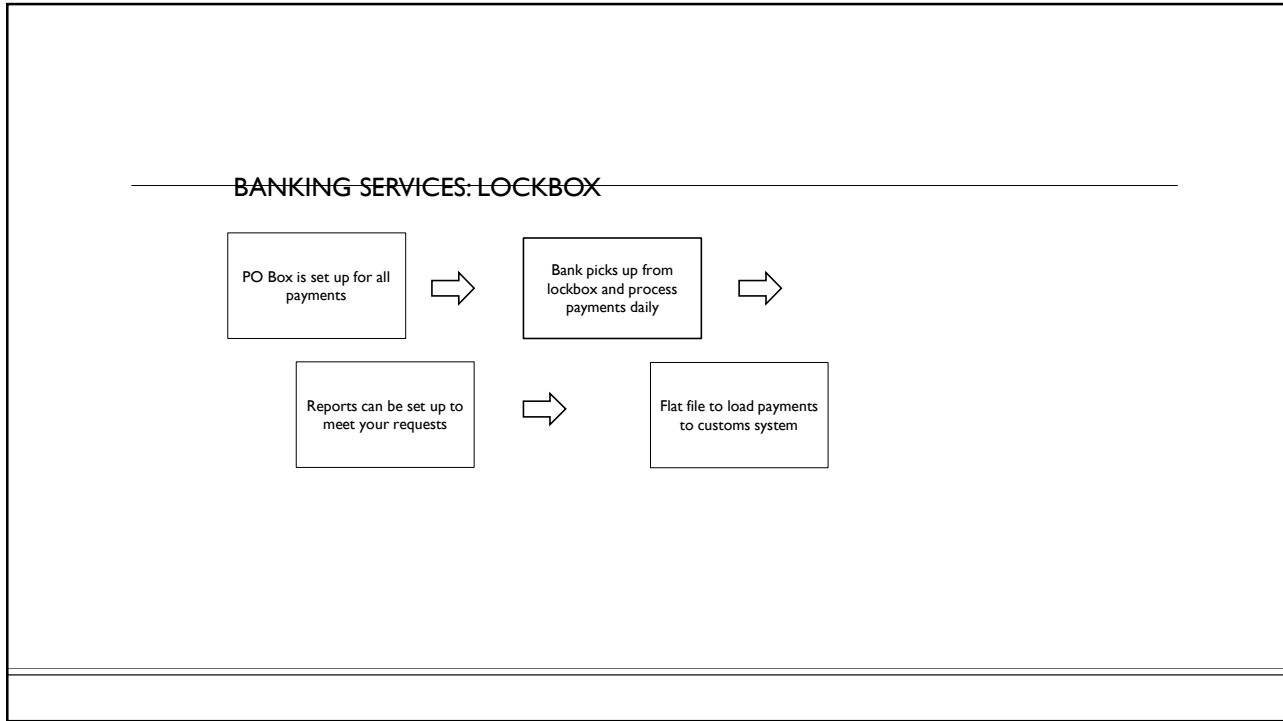 BANKING SERVICES: LOCKBOX
PO Box is set up for all
payments
Bank picks up from
lockbox and process
payments daily
Reports can be set up to
meet your requests
Flat file to load payments
to customs system